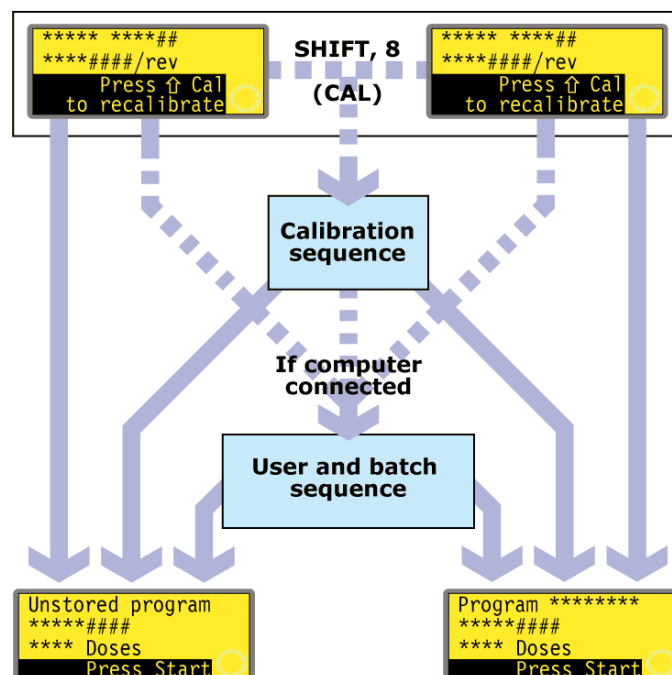 ***** ****##
****####/rev
Press ⇧ Cal
to recalibrate
SHIFT, 8
(CAL)
***** ****##
****####/rev
Press ⇧ Cal
to recalibrate
Calibration
sequence
If computer
connected
User and batch
sequence
Unstored program
*****####
**** Doses
Press Start
Program ********
*****####
**** Doses
Press Start